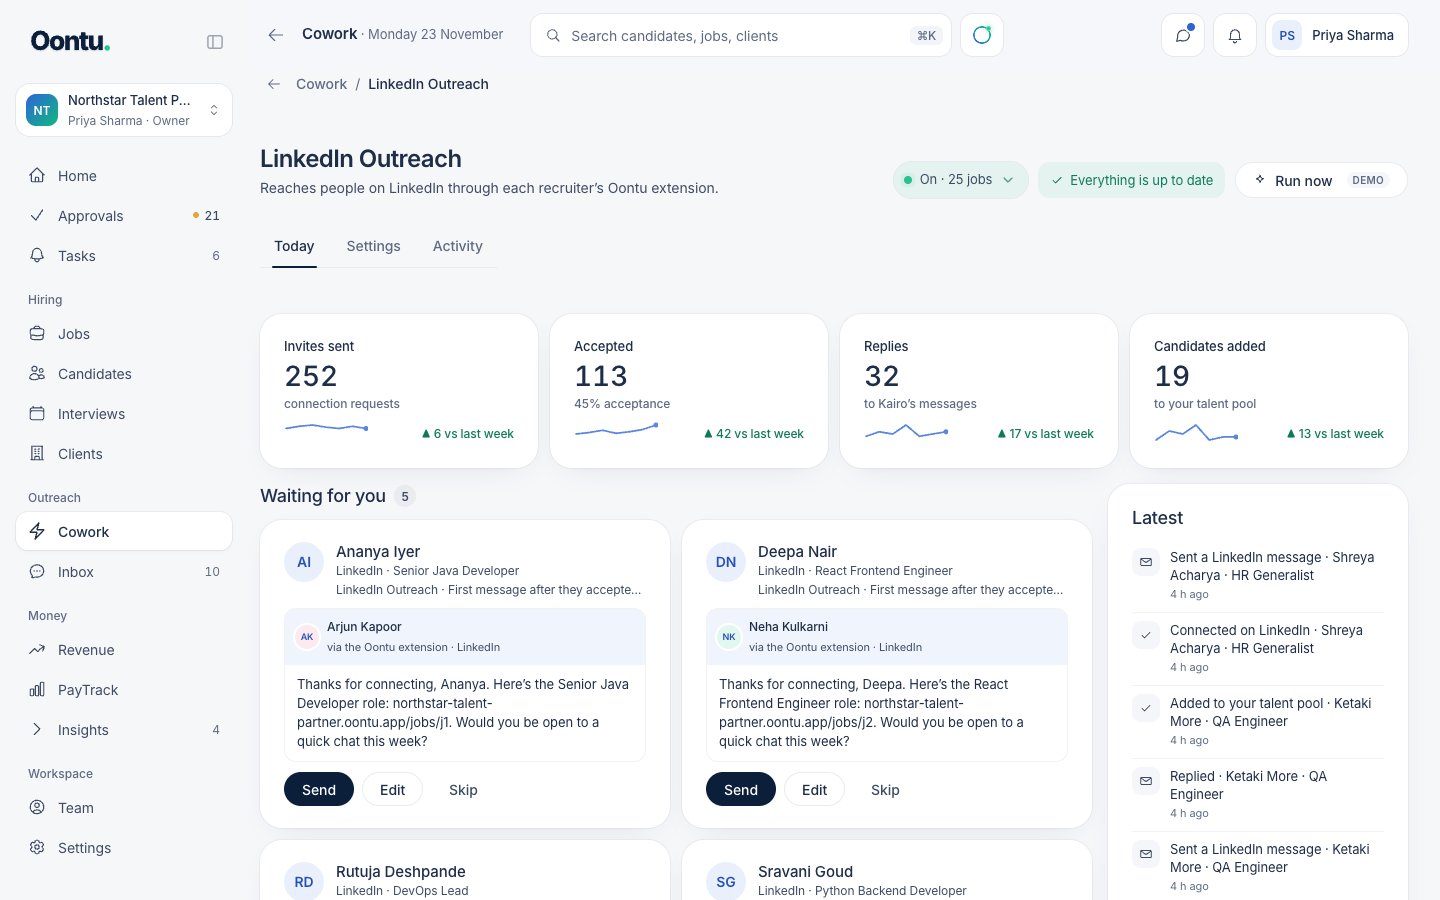 Oontu.
Cowork · Monday 23 November
Search candidates, jobs, clients
⌘K
PS
Priya Sharma
NT
Northstar Talent P...
Priya Sharma · Owner
Cowork / LinkedIn Outreach
Home
Approvals
21
Tasks
6
Hiring
Jobs
Candidates
Interviews
Clients
Outreach
Cowork
Inbox
10
Money
Revenue
PayTrack
Insights
4
Workspace
Team
Settings
LinkedIn Outreach
Reaches people on LinkedIn through each recruiter’s Oontu extension.
On · 25 jobs
Everything is up to date
Run now
DEMO
Today
Settings
Activity
Invites sent
252
connection requests
▲ 6 vs last week
Accepted
113
45% acceptance
▲ 42 vs last week
Replies
32
to Kairo’s messages
▲ 17 vs last week
Candidates added
19
to your talent pool
▲ 13 vs last week
Waiting for you
5
AI
Ananya Iyer
LinkedIn · Senior Java Developer
LinkedIn Outreach · First message after they accepte...
AK
Arjun Kapoor
via the Oontu extension · LinkedIn
Thanks for connecting, Ananya. Here’s the Senior Java
Developer role: northstar-talent-
partner.oontu.app/jobs/j1. Would you be open to a
quick chat this week?
Send
Edit
Skip
DN
Deepa Nair
LinkedIn · React Frontend Engineer
LinkedIn Outreach · First message after they accepte...
NK
Neha Kulkarni
via the Oontu extension · LinkedIn
Thanks for connecting, Deepa. Here’s the React
Frontend Engineer role: northstar-talent-
partner.oontu.app/jobs/j2. Would you be open to a
quick chat this week?
Send
Edit
Skip
RD
Rutuja Deshpande
LinkedIn · DevOps Lead
SG
Sravani Goud
LinkedIn · Python Backend Developer
Latest
Sent a LinkedIn message · Shreya
Acharya · HR Generalist
4 h ago
Connected on LinkedIn · Shreya
Acharya · HR Generalist
4 h ago
Added to your talent pool · Ketaki
More · QA Engineer
4 h ago
Replied · Ketaki More · QA
Engineer
4 h ago
Sent a LinkedIn message · Ketaki
More · QA Engineer
4 h ago